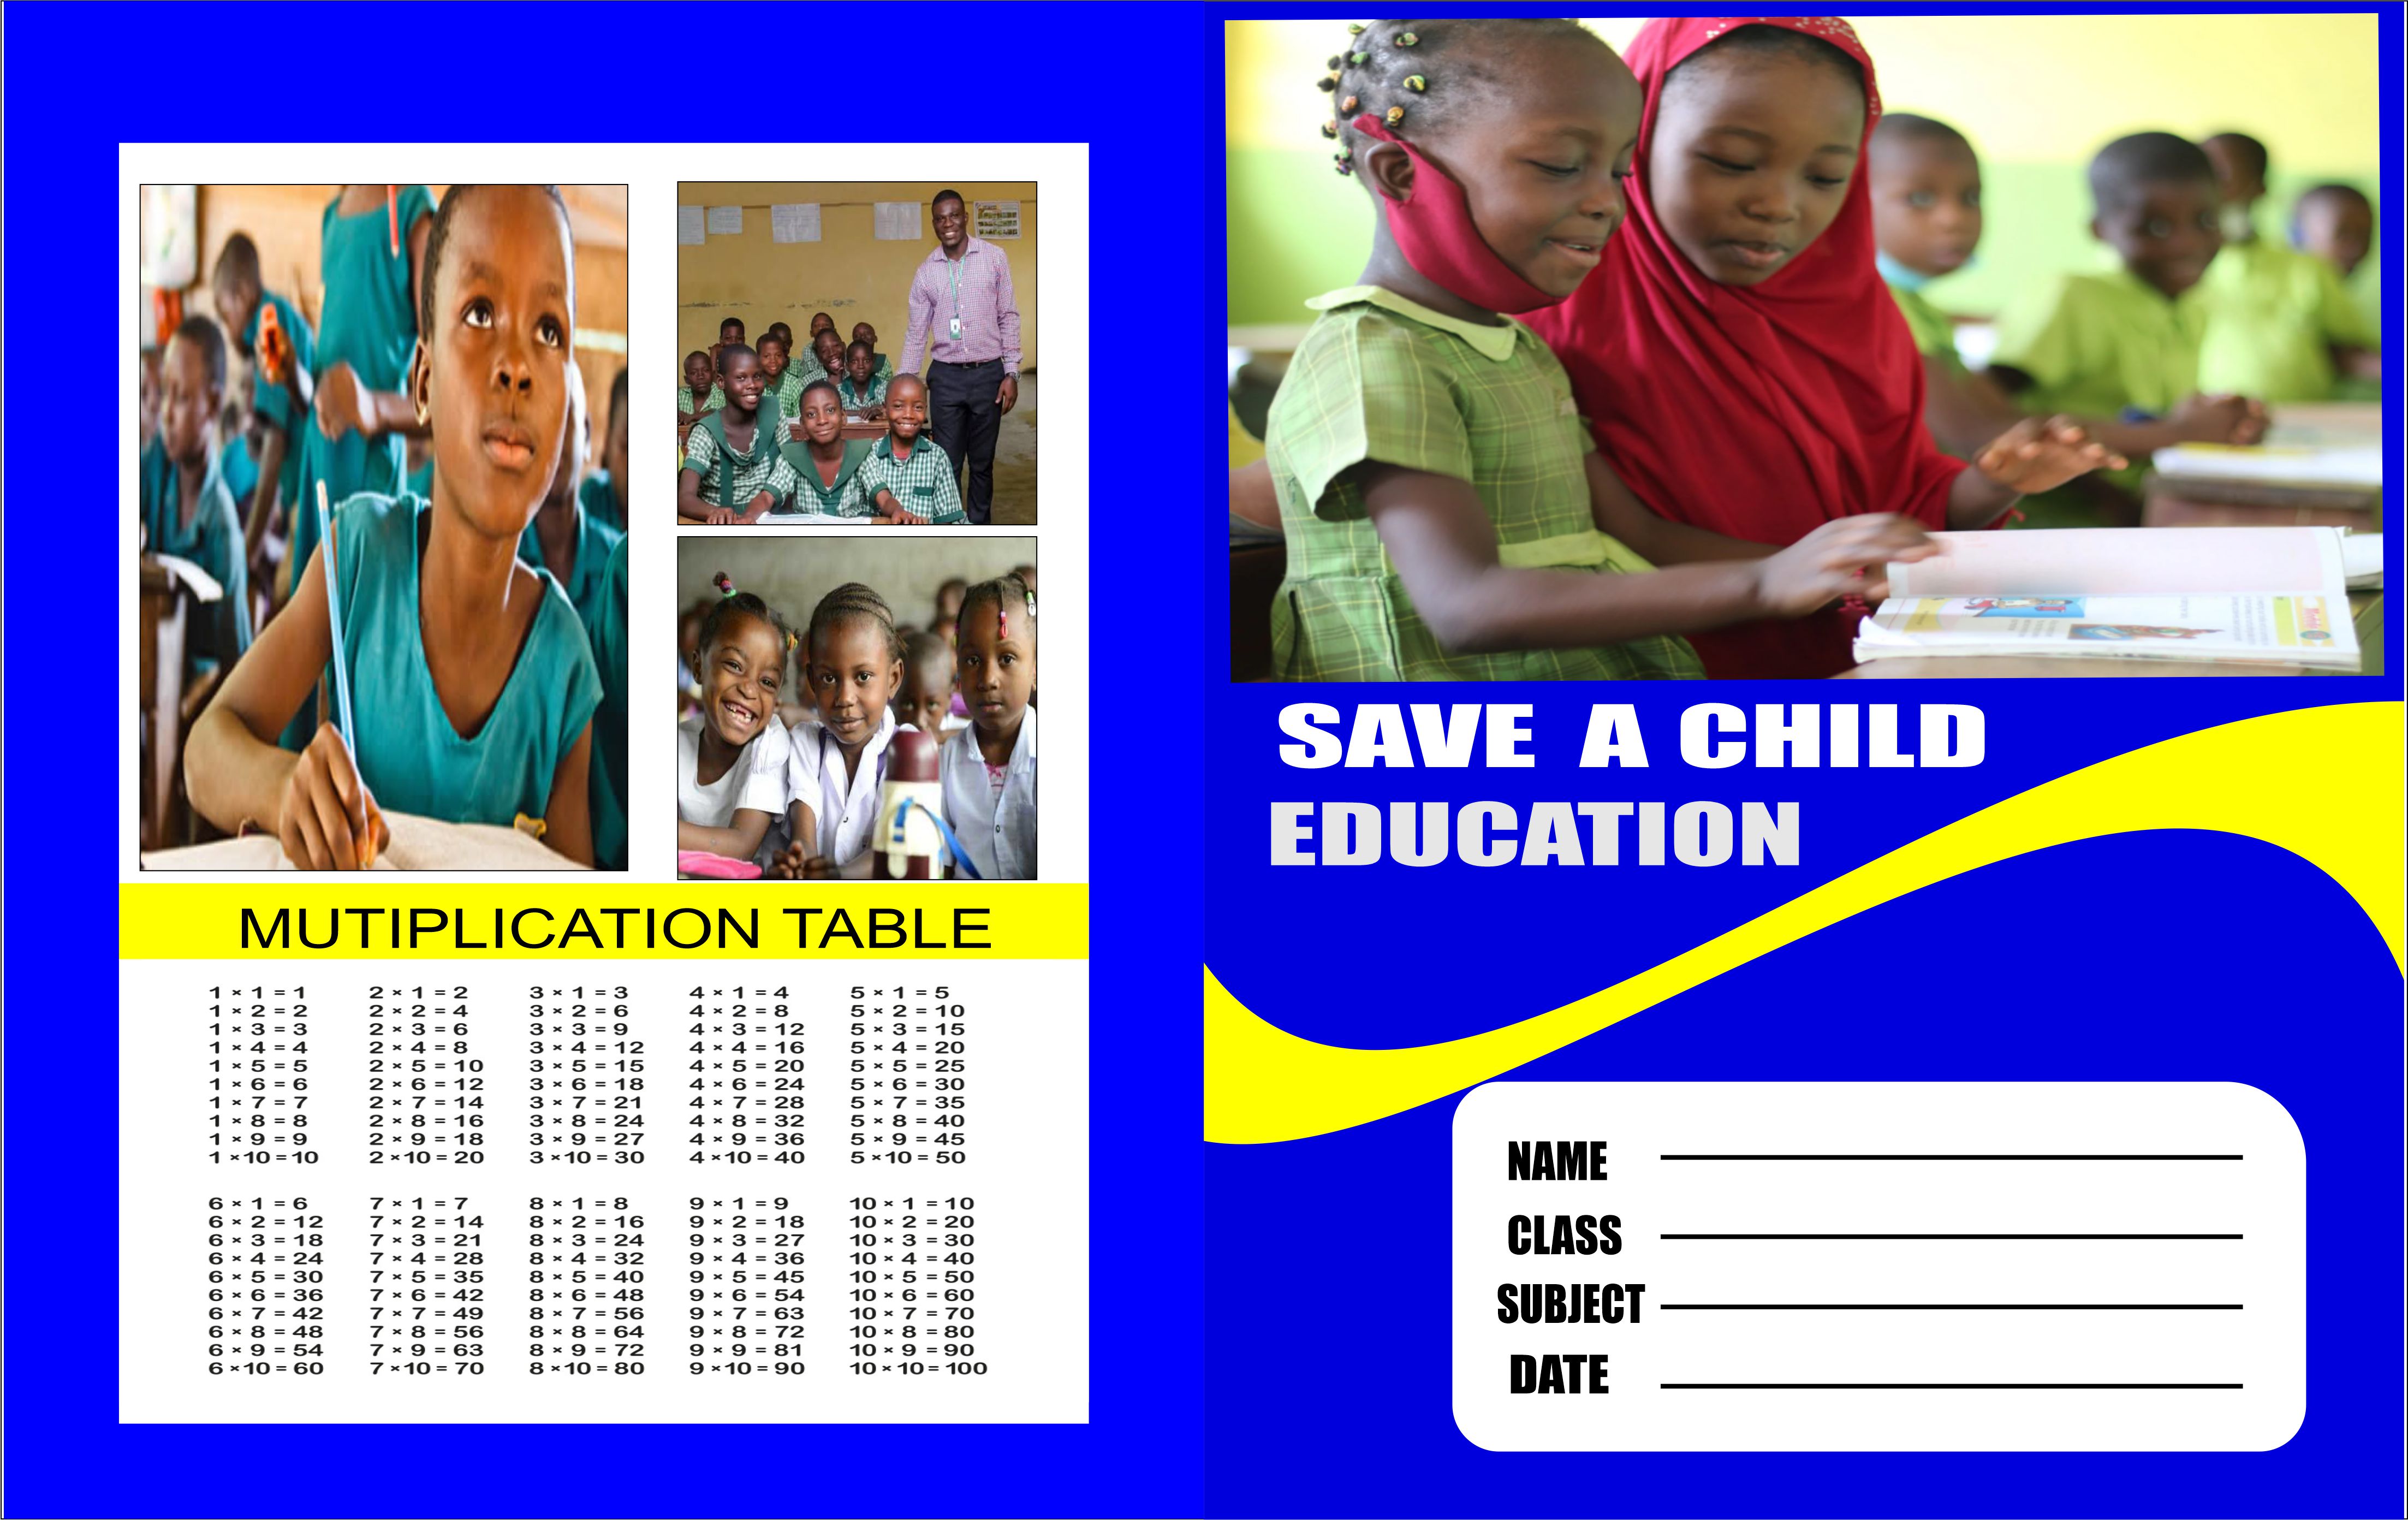 MUTIPLICATION TABLE
1 × 1 = 1
1 × 2 = 2
1 × 3 = 3
1 × 4 = 4
1 × 5 = 5
1 × 6 = 6
1 × 7 = 7
1 × 8 = 8
1 × 9 = 9
1 × 10 = 10
2 × 1 = 2
2 × 2 = 4
2 × 3 = 6
2 × 4 = 8
2 × 5 = 10
2 × 6 = 12
2 × 7 = 14
2 × 8 = 16
2 × 9 = 18
2 × 10 = 20
3 × 1 = 3
3 × 2 = 6
3 × 3 = 9
3 × 4 = 12
3 × 5 = 15
3 × 6 = 18
3 × 7 = 21
3 × 8 = 24
3 × 9 = 27
3 × 10 = 30
4 × 1 = 4
4 × 2 = 8
4 × 3 = 12
4 × 4 = 16
4 × 5 = 20
4 × 6 = 24
4 × 7 = 28
4 × 8 = 32
4 × 9 = 36
4 × 10 = 40
5 × 1 = 5
5 × 2 = 10
5 × 3 = 15
5 × 4 = 20
5 × 5 = 25
5 × 6 = 30
5 × 7 = 35
5 × 8 = 40
5 × 9 = 45
5 × 10 = 50
6 × 1 = 6
6 × 2 = 12
6 × 3 = 18
6 × 4 = 24
6 × 5 = 30
6 × 6 = 36
6 × 7 = 42
6 × 8 = 48
6 × 9 = 54
6 × 10 = 60
7 × 1 = 7
7 × 2 = 14
7 × 3 = 21
7 × 4 = 28
7 × 5 = 35
7 × 6 = 42
7 × 7 = 49
7 × 8 = 56
7 × 9 = 63
7 × 10 = 70
8 × 1 = 8
8 × 2 = 16
8 × 3 = 24
8 × 4 = 32
8 × 5 = 40
8 × 6 = 48
8 × 7 = 56
8 × 8 = 64
8 × 9 = 72
8 × 10 = 80
9 × 1 = 9
9 × 2 = 18
9 × 3 = 27
9 × 4 = 36
9 × 5 = 45
9 × 6 = 54
9 × 7 = 63
9 × 8 = 72
9 × 9 = 81
9 × 10 = 90
10 × 1 = 10
10 × 2 = 20
10 × 3 = 30
10 × 4 = 40
10 × 5 = 50
10 × 6 = 60
10 × 7 = 70
10 × 8 = 80
10 × 9 = 90
10 × 10 = 100
SAVE A CHILD
EDUCATION
NAME
CLASS
SUBJECT
DATE